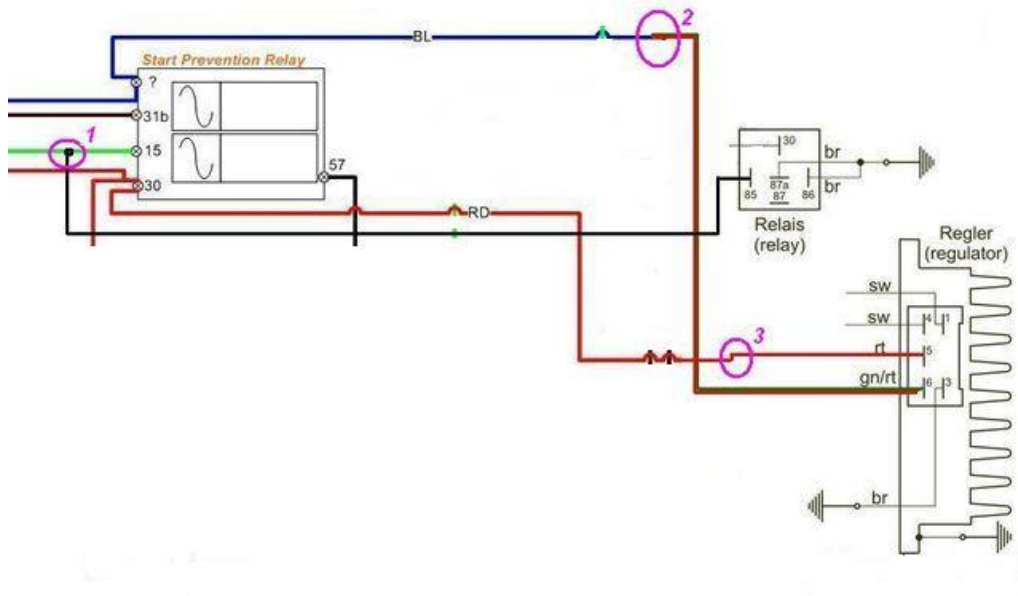 2
BL
Start Prevention Relay
?
31b
1
15
30
57
30
br
85
87a
87
86
br
RD
Relais
(relay)
Regler
(regulator)
sw
sw
4
1
3
rt
5
gn/rt
6
3
br